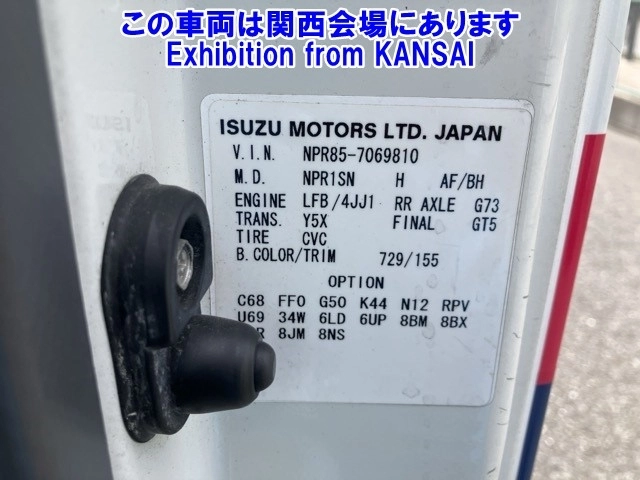 この車両は関西会場にあります
Exhibition from KANSAI
ISUZU MOTORS LTD. JAPAN
V.I.N. NPR85-7069810
M.D. NPR1SN H AF/BH
ENGINE LFB/4JJ1 RR AXLE G73
TRANS. Y5X FINAL GT5
TIRE CVC
B.COLOR/TRIM 729/155
OPTION
C68 FF0 G50 K44 N12 RPV
U69 34W 6LD 6UP 8BM 8BX
8JM 8NS